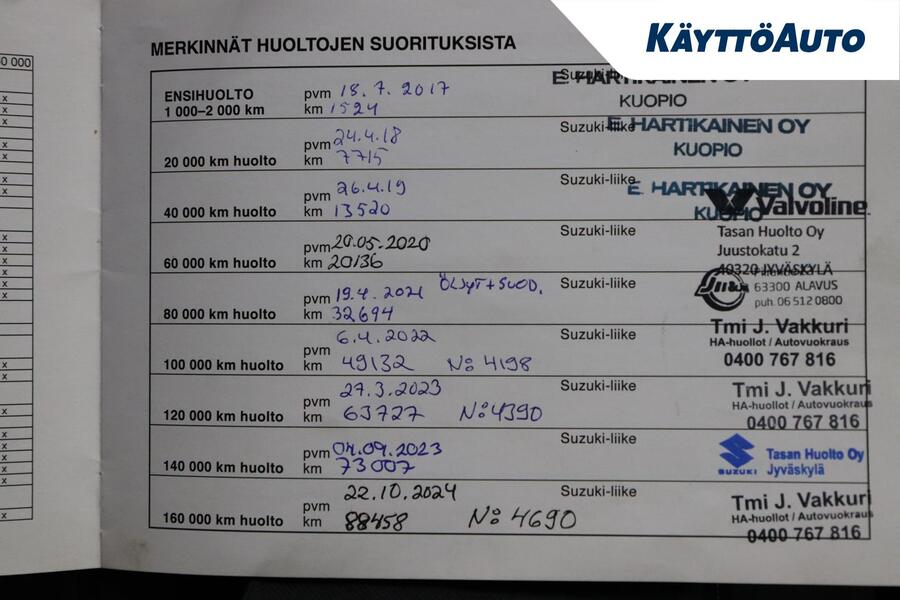 KÄYTTÖAUTO
MERKINNÄT HUOLTOJEN SUORITUKSISTA
0 000
ENSIHUOLTO
1 000–2 000 km
pvm 18.7.2017
km 1524
Suzuki-liike
E. HARTIKAINEN OY
KUOPIO
20 000 km huolto
pvm 24.4.18
km 7715
Suzuki-liike
E. HARTIKAINEN OY
KUOPIO
40 000 km huolto
pvm 26.4.19
km 13520
Suzuki-liike
E. HARTIKAINEN OY
KUOPIO
60 000 km huolto
pvm 20.05.2020
km 20136
Suzuki-liike
Valvoline
Tasan Huolto Oy
Juustokatu 2
40320 JYVÄSKYLÄ
80 000 km huolto
pvm 19.4.2021 ÖLJYT+SUOD.
km 32694
Suzuki-liike
63300 ALAVUS
puh. 06 512 0800
100 000 km huolto
pvm 6.4.2022
km 49132 No 4198
Suzuki-liike
Tmi J. Vakkuri
HA-huollot / Autovuokraus
0400 767 816
120 000 km huolto
pvm 27.3.2023
km 63727 No 4390
Suzuki-liike
Tmi J. Vakkuri
HA-huollot / Autovuokraus
0400 767 816
140 000 km huolto
pvm 04.09.2023
km 73007
Suzuki-liike
SUZUKI
Tasan Huolto Oy
Jyväskylä
160 000 km huolto
pvm 22.10.2024
km 88458 No 4690
Suzuki-liike
Tmi J. Vakkuri
HA-huollot / Autovuokraus
0400 767 816